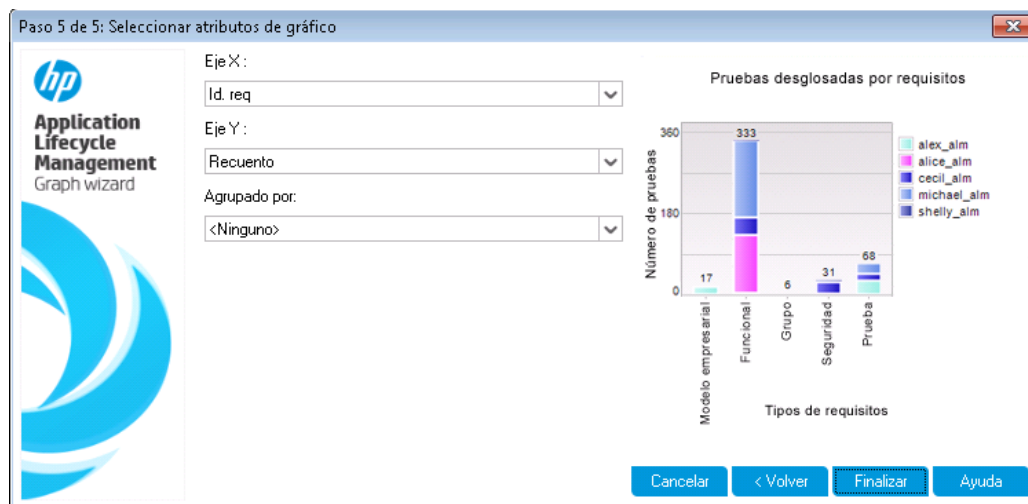 Paso 5 de 5: Seleccionar atributos de gráfico
hp
Application
Lifecycle
Management
Graph wizard
Eje X :
Id. req
Eje Y :
Recuento
Agrupado por:
<Ninguno>
Pruebas desglosadas por requisitos
Número de pruebas
360
180
0
17
333
6
31
68
Modelo empresarial
Funcional
Grupo
Seguridad
Prueba
Tipos de requisitos
alex_alm
alice_alm
cecil_alm
michael_alm
shelly_alm
Cancelar
< Volver
Finalizar
Ayuda